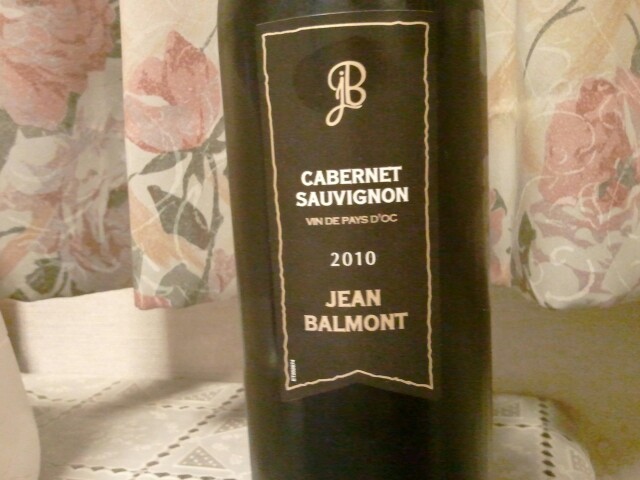 JB
CABERNET
SAUVIGNON
VIN DE PAYS D'OC
2010
JEAN
BALMONT